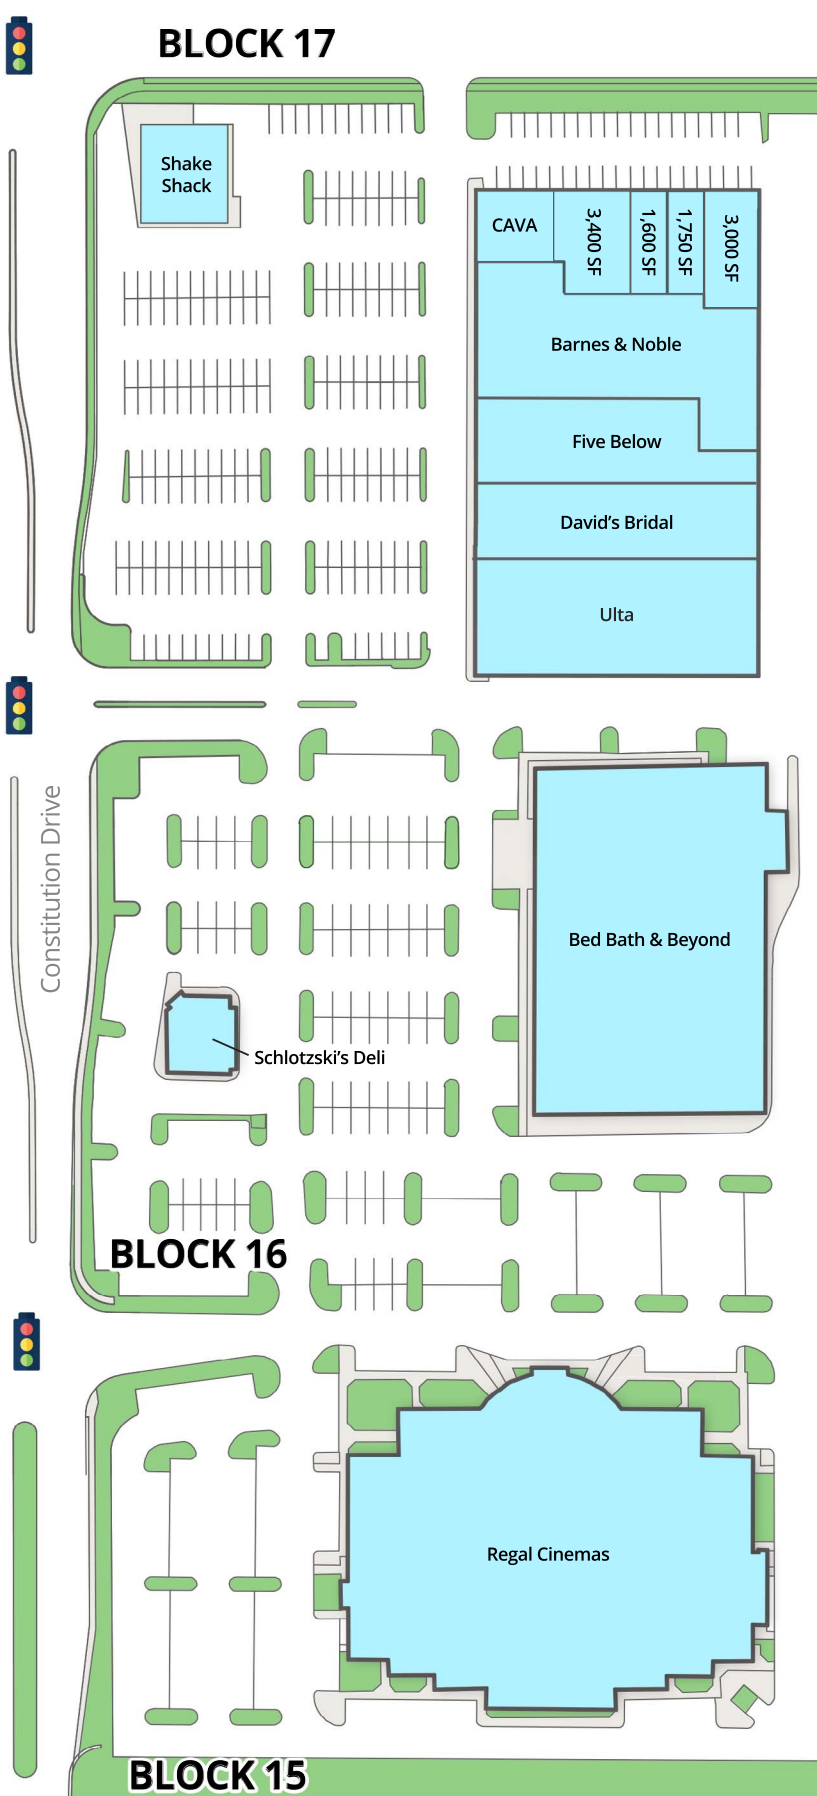 BLOCK 17
Shake
Shack
CAVA
3,400 SF
1,600 SF
1,750 SF
3,000 SF
Barnes & Noble
Five Below
David’s Bridal
Ulta
Constitution Drive
Bed Bath & Beyond
Schlotzski’s Deli
BLOCK 16
Regal Cinemas
BLOCK 15